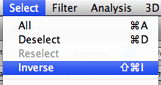 Select Filter Analysis 3D
All ⌘A
Deselect ⌘D
Reselect
Inverse ⇧⌘I